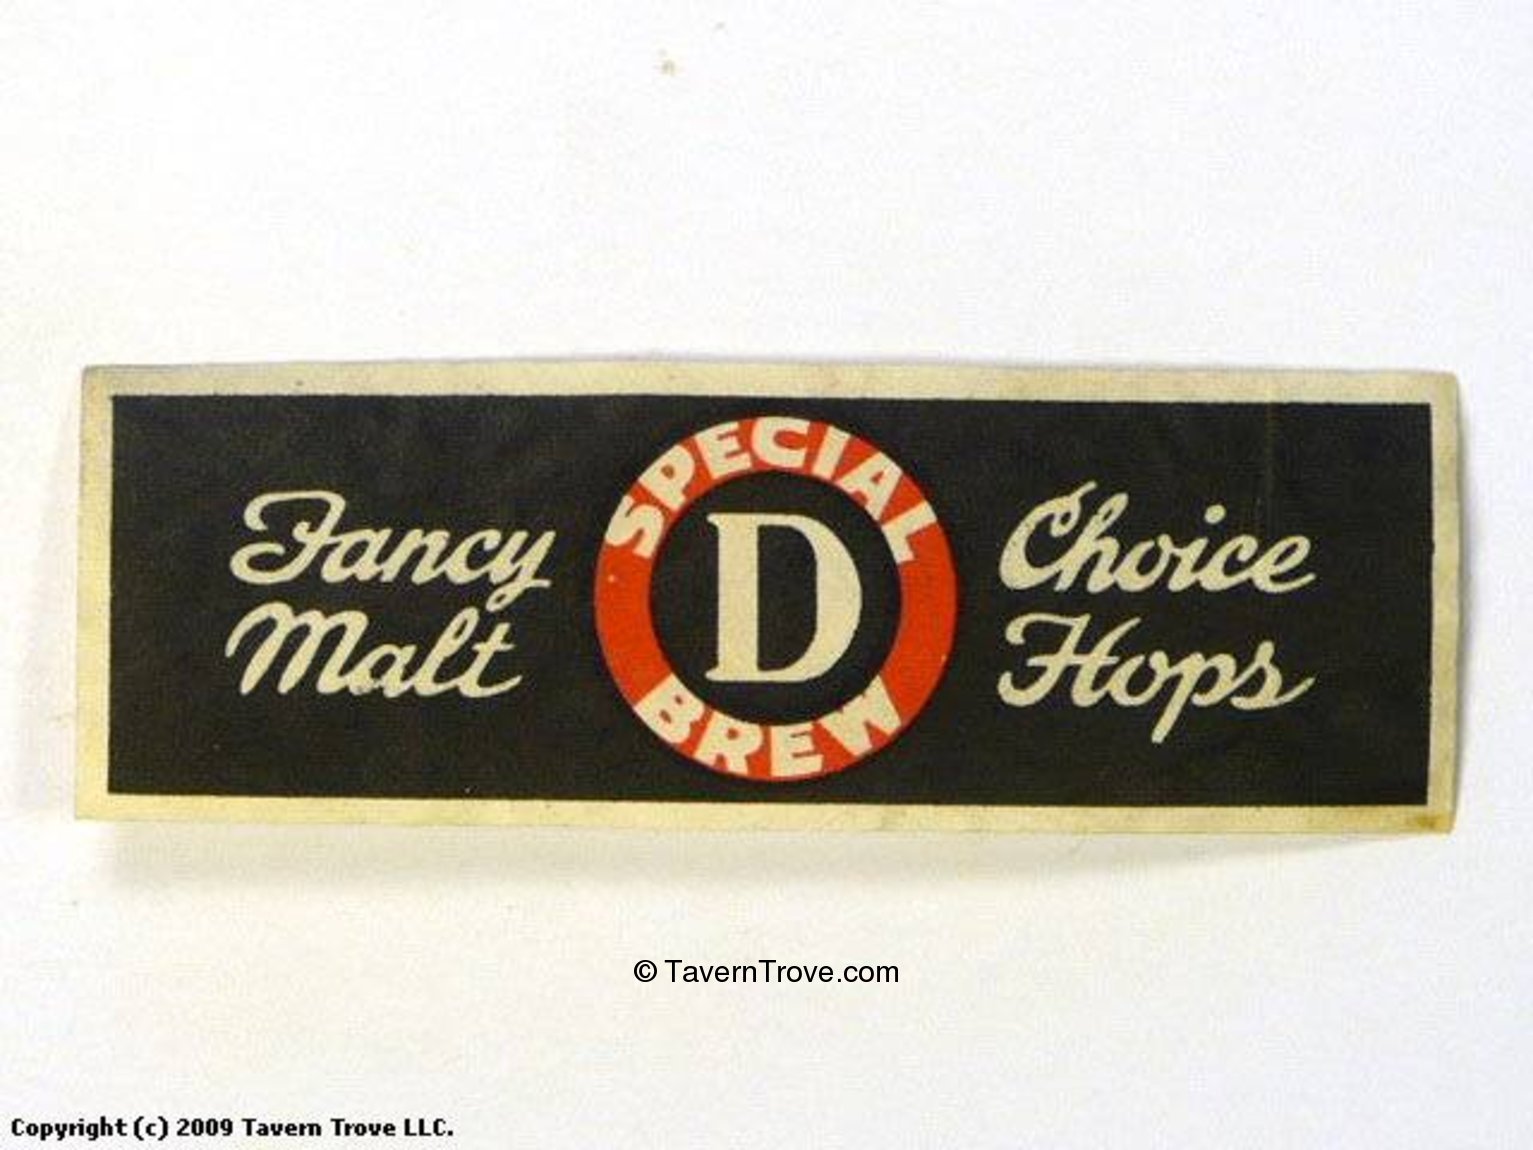 Fancy
Malt
SPECIAL
D
BREW
Choice
Hops
© TavernTrove.com
Copyright (c) 2009 Tavern Trove LLC.